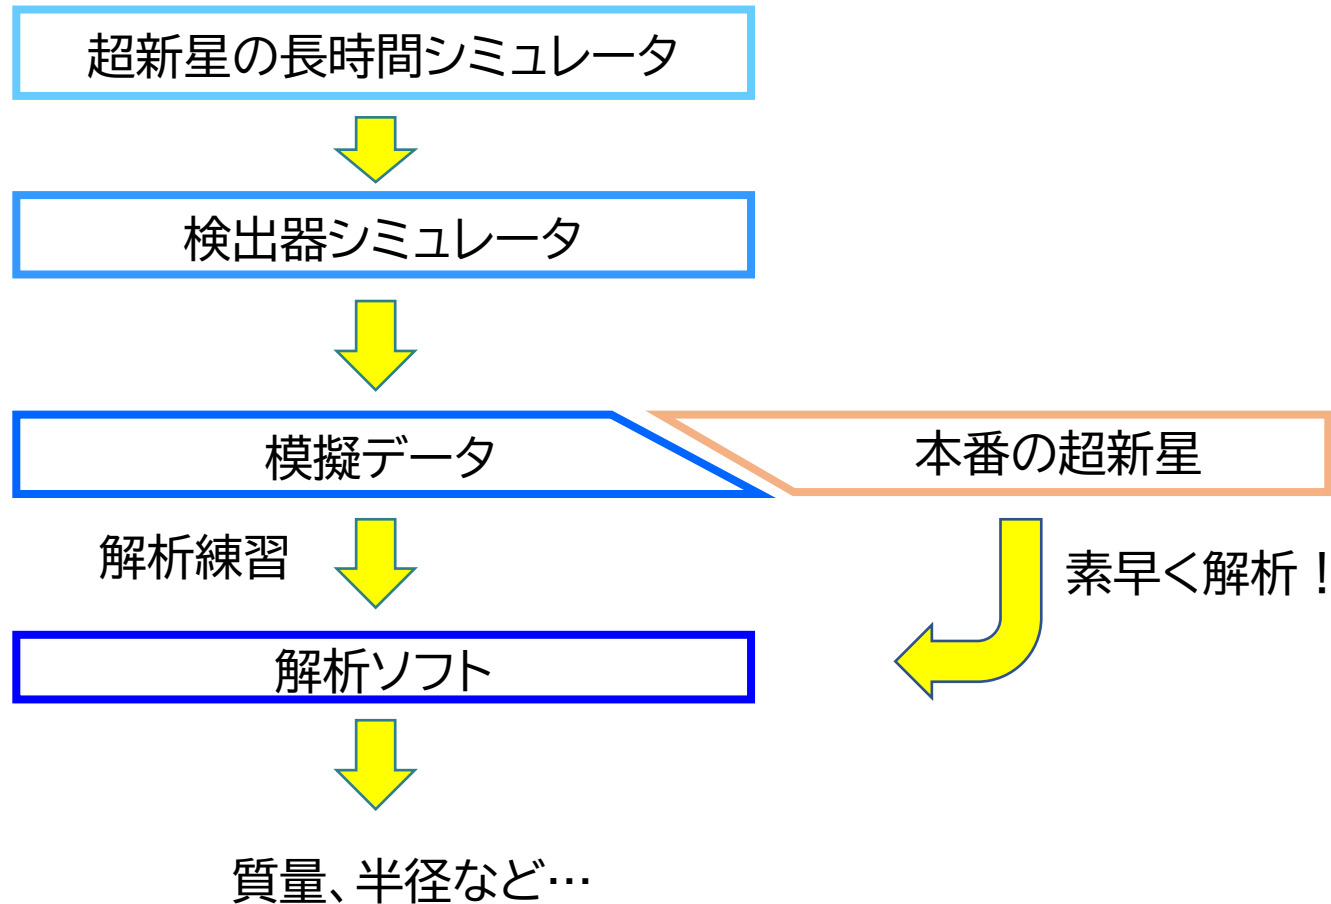 超新星の長時間シミュレータ
検出器シミュレータ
模擬データ
本番の超新星
解析練習
素早く解析！
解析ソフト
質量、半径など…